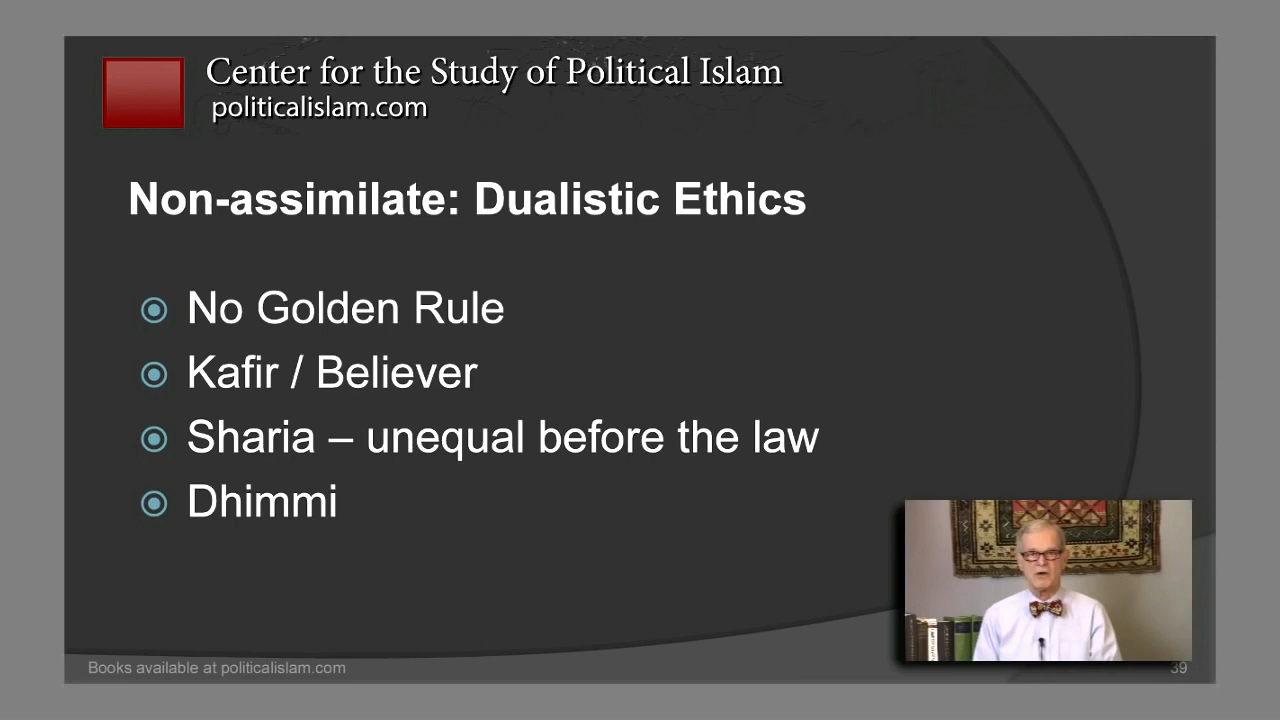 Center for the Study of Political Islam
politicalislam.com
Non-assimilate: Dualistic Ethics
No Golden Rule
Kafir / Believer
Sharia – unequal before the law
Dhimmi
Books available at politicalislam.com
39